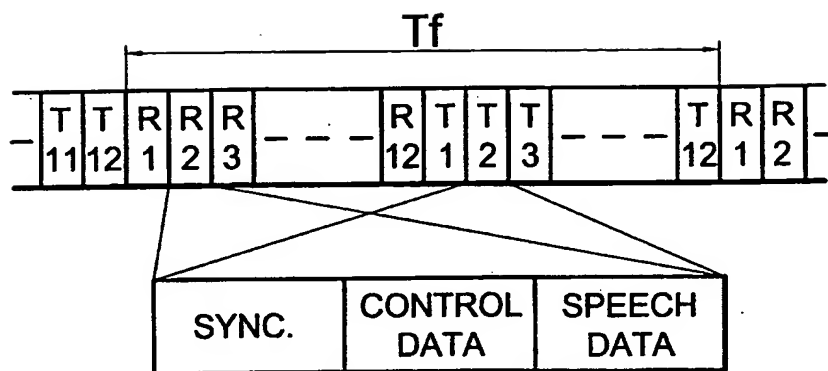 Tf
T R R R T T T T R R
11 12 1 2 3 12 1 2 3 12 1 2
SYNC. CONTROL SPEECH
DATA DATA